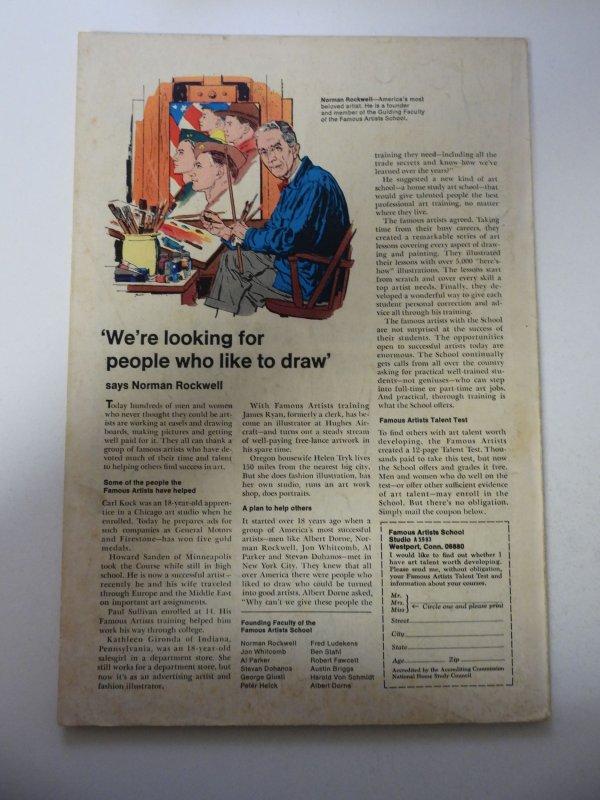 Norman Rockwell—America's most
beloved artist. He is a founder
and member of the Guiding Faculty
of the Famous Artists School.
'We're looking for
people who like to draw'
says Norman Rockwell
Today hundreds of men and women
who never thought they could be art-
ists are working at easels and drawing
boards, making pictures and getting
well paid for it. They all can thank a
group of famous artists who have de-
voted much of their time and talent
to helping others find success in art.
Some of the people the
Famous Artists have helped
Carl Kock was an 18-year-old appren-
tice in a Chicago art studio when he
enrolled. Today he prepares ads for
such companies as General Motors
and Firestone—has won five gold
medals.
Howard Sanden of Minneapolis
took the Course while still in high
school. He is now a successful artist—
recently he and his wife traveled
through Europe and the Middle East
on important art assignments.
Paul Sullivan enrolled at 14. His
Famous Artists training helped him
work his way through college.
Kathleen Gironda of Indiana,
Pennsylvania, was an 18-year-old
salesgirl in a department store. She
still works for a department store, but
now it's as an advertising artist and
fashion illustrator.
With Famous Artists training
James Ryan, formerly a clerk, has be-
come an illustrator at Hughes Air-
craft—and turns out a steady stream
of well-paying free-lance artwork in
his spare time.
Oregon housewife Helen Tryk lives
150 miles from the nearest big city.
But she does fashion illustration, has
her own studio, runs an art work
shop, does portraits.
A plan to help others
It started over 18 years ago when a
group of America's most successful
artists—men like Albert Dorne, Nor-
man Rockwell, Jon Whitcomb, Al
Parker and Stevan Dohanos—met in
New York City. They knew that all
over America there were people who
liked to draw who could be turned
into good artists. Albert Dorne asked,
"Why can't we give these people the
Founding Faculty of the
Famous Artists School
Norman Rockwell
Jon Whitcomb
Al Parker
Stevan Dohanos
George Giusti
Peter Helck
Fred Ludekens
Ben Stahl
Robert Fawcett
Austin Briggs
Harold Von Schmidt
Albert Dorne
training they need—including all the
trade secrets and know-how we've
learned over the years?"
He suggested a new kind of art
school—a home study art school—that
would give talented people the best
professional art training, no matter
where they live.
The famous artists agreed. Taking
time from their busy careers, they
created a remarkable series of art
lessons covering every aspect of draw-
ing and painting. They illustrated
their lessons with over 5,000 "here's-
how" illustrations. The lessons start
from scratch and cover every skill a
top artist needs. Finally, they de-
veloped a wonderful way to give each
student personal correction and ad-
vice all through his training.
The famous artists with the School
are not surprised at the success of
their students. The opportunities
open to successful artists today are
enormous. The School continually
gets calls from all over the country
asking for practical well-trained stu-
dents—not geniuses—who can step
into full-time or part-time art jobs.
And practical, thorough training is
what the School offers.
Famous Artists Talent Test
To find others with art talent worth
developing, the Famous Artists
created a 12-page Talent Test. Thou-
sands paid to take this test, but now
the School offers and grades it free.
Men and women who do well on the
test—or offer other sufficient evidence
of art talent—may enroll in the
School. But there's no obligation.
Simply mail the coupon below.
Famous Artists School
Studio A 5983
Westport, Conn. 06880
I would like to find out whether I
have art talent worth developing.
Please send me, without obligation,
your Famous Artists Talent Test and
information about your courses.
Mr.
Mrs. ← Circle one and please print
Miss
Street
City
State
Age Zip
Accredited by the Accrediting Commission
National Home Study Council